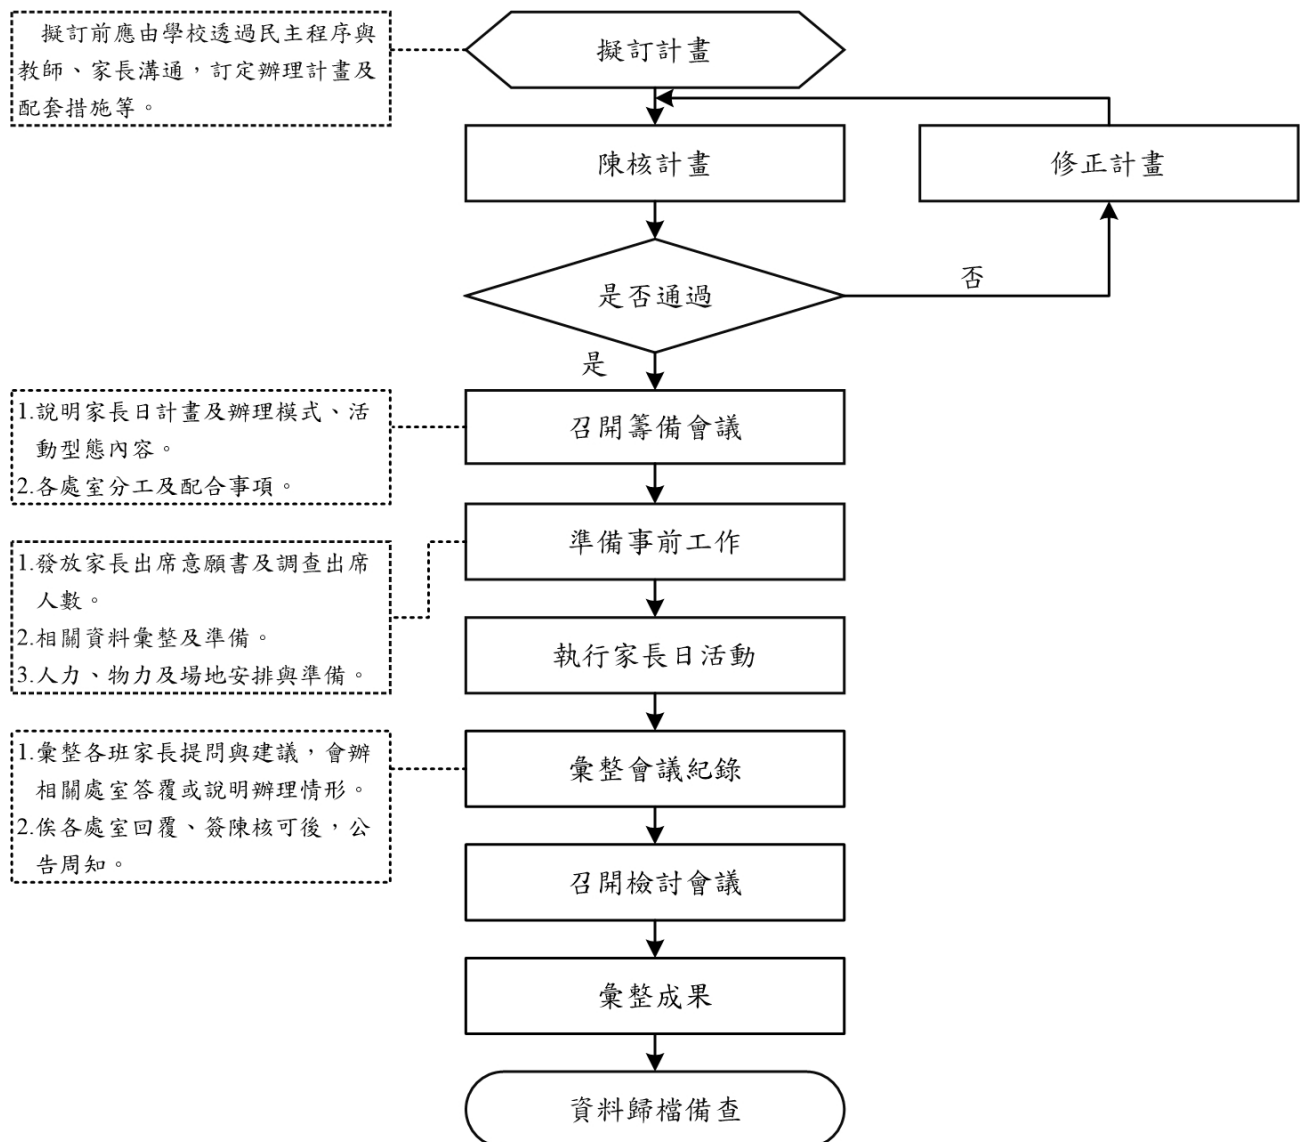 擬訂前應由學校透過民主程序與
教師、家長溝通，訂定辦理計畫及
配套措施等。
擬訂計畫
陳核計畫
修正計畫
是否通過
否
是
1.說明家長日計畫及辦理模式、活
動型態內容。
2.各處室分工及配合事項。
召開籌備會議
準備事前工作
1.發放家長出席意願書及調查出席
人數。
2.相關資料彙整及準備。
3.人力、物力及場地安排與準備。
執行家長日活動
1.彙整各班家長提問與建議，會辦
相關處室答覆或說明辦理情形。
2.俟各處室回覆、簽陳核可後，公
告周知。
彙整會議紀錄
召開檢討會議
彙整成果
資料歸檔備查